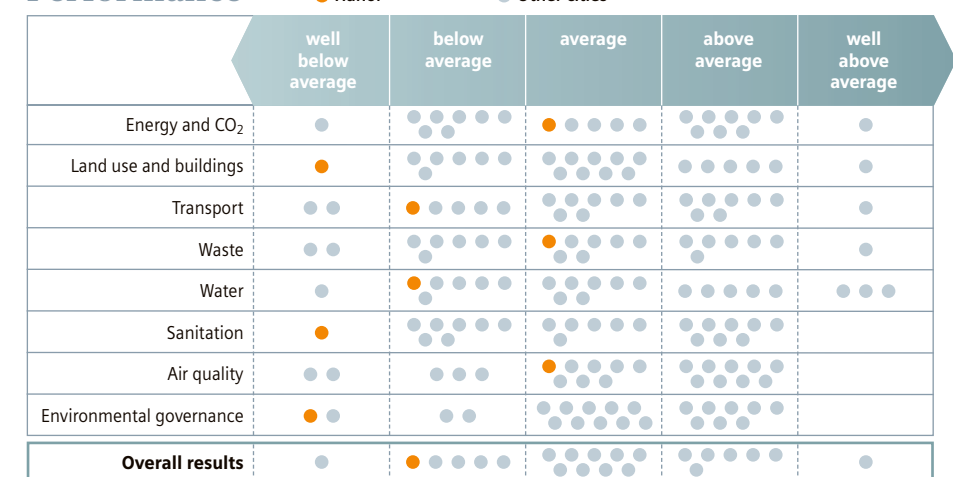 well
below
average
below
average
average
above
average
well
above
average
Energy and CO₂
Land use and buildings
Transport
Waste
Water
Sanitation
Air quality
Environmental governance
Overall results